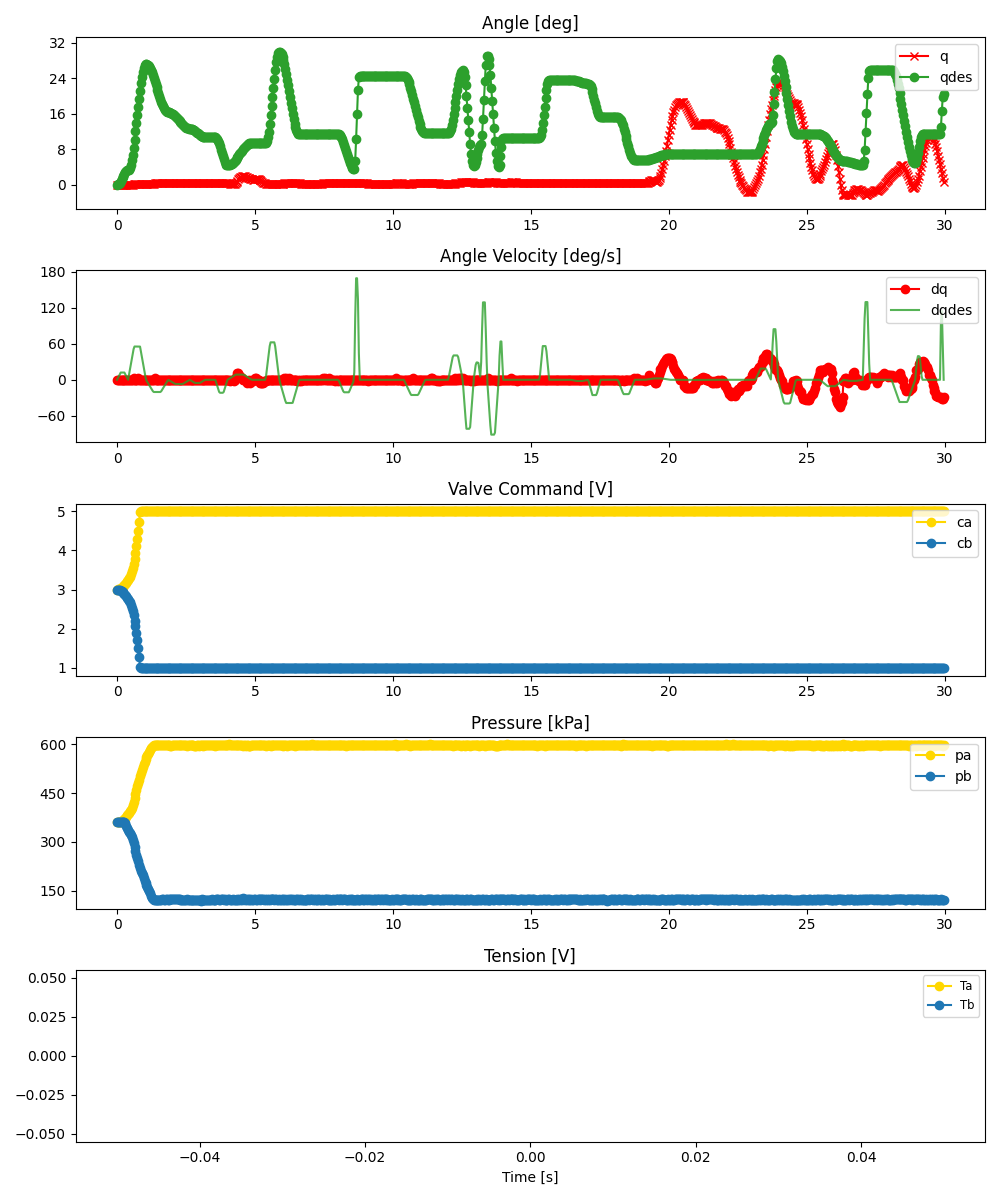 Angle [deg]
32
24
16
8
0
q
qdes
0 5 10 15 20 25 30
Angle Velocity [deg/s]
180
120
60
0
−60
dq
dqdes
0 5 10 15 20 25 30
Valve Command [V]
5
4
3
2
1
ca
cb
0 5 10 15 20 25 30
Pressure [kPa]
600
450
300
150
pa
pb
0 5 10 15 20 25 30
Tension [V]
0.050
0.025
0.000
−0.025
−0.050
Ta
Tb
−0.04 −0.02 0.00 0.02 0.04
Time [s]